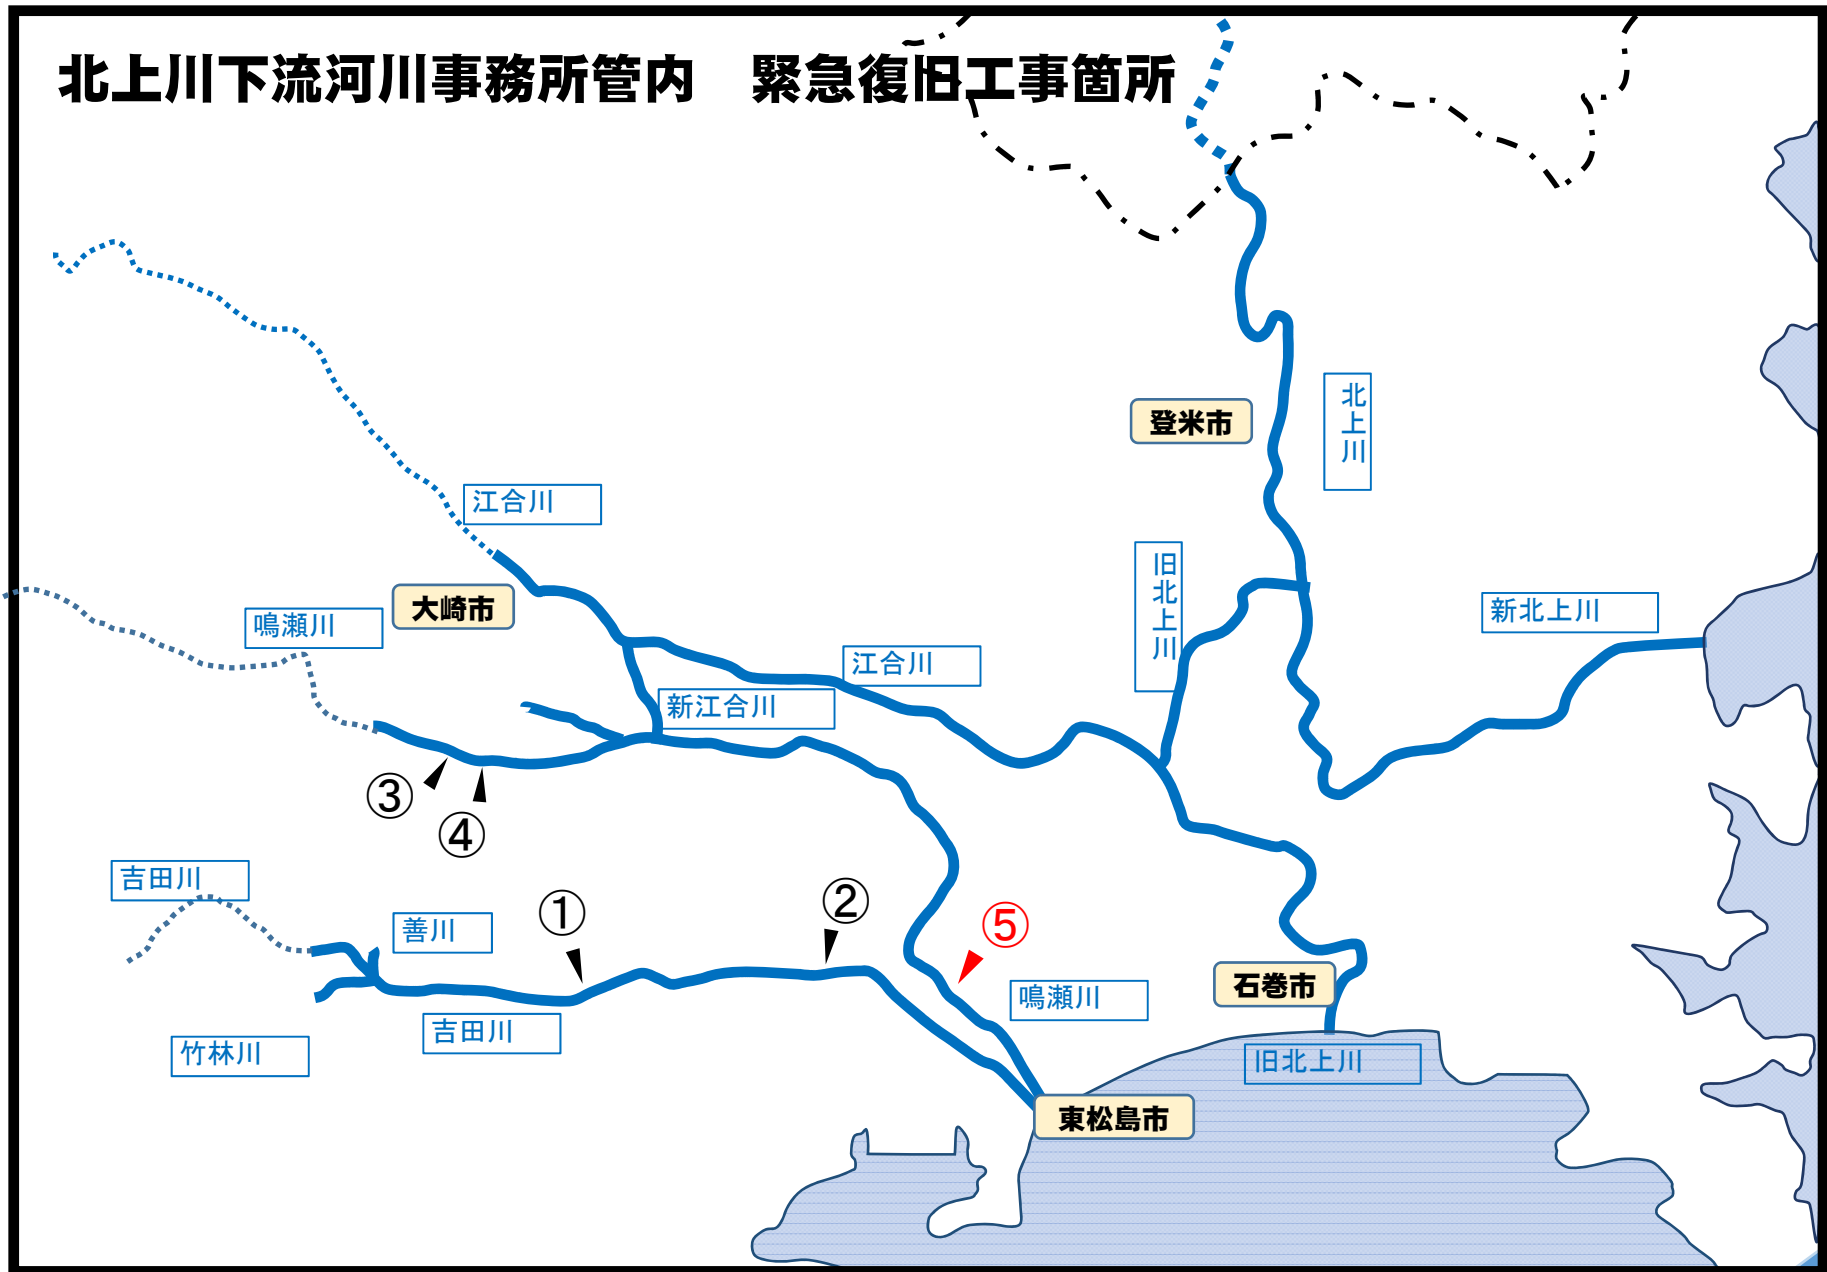 北上川下流河川事務所管内　緊急復旧工事箇所
登米市
北上川
江合川
旧北上川
大崎市
鳴瀬川
新北上川
江合川
新江合川
③
④
吉田川
善川
①
②
⑤
石巻市
鳴瀬川
吉田川
竹林川
旧北上川
東松島市